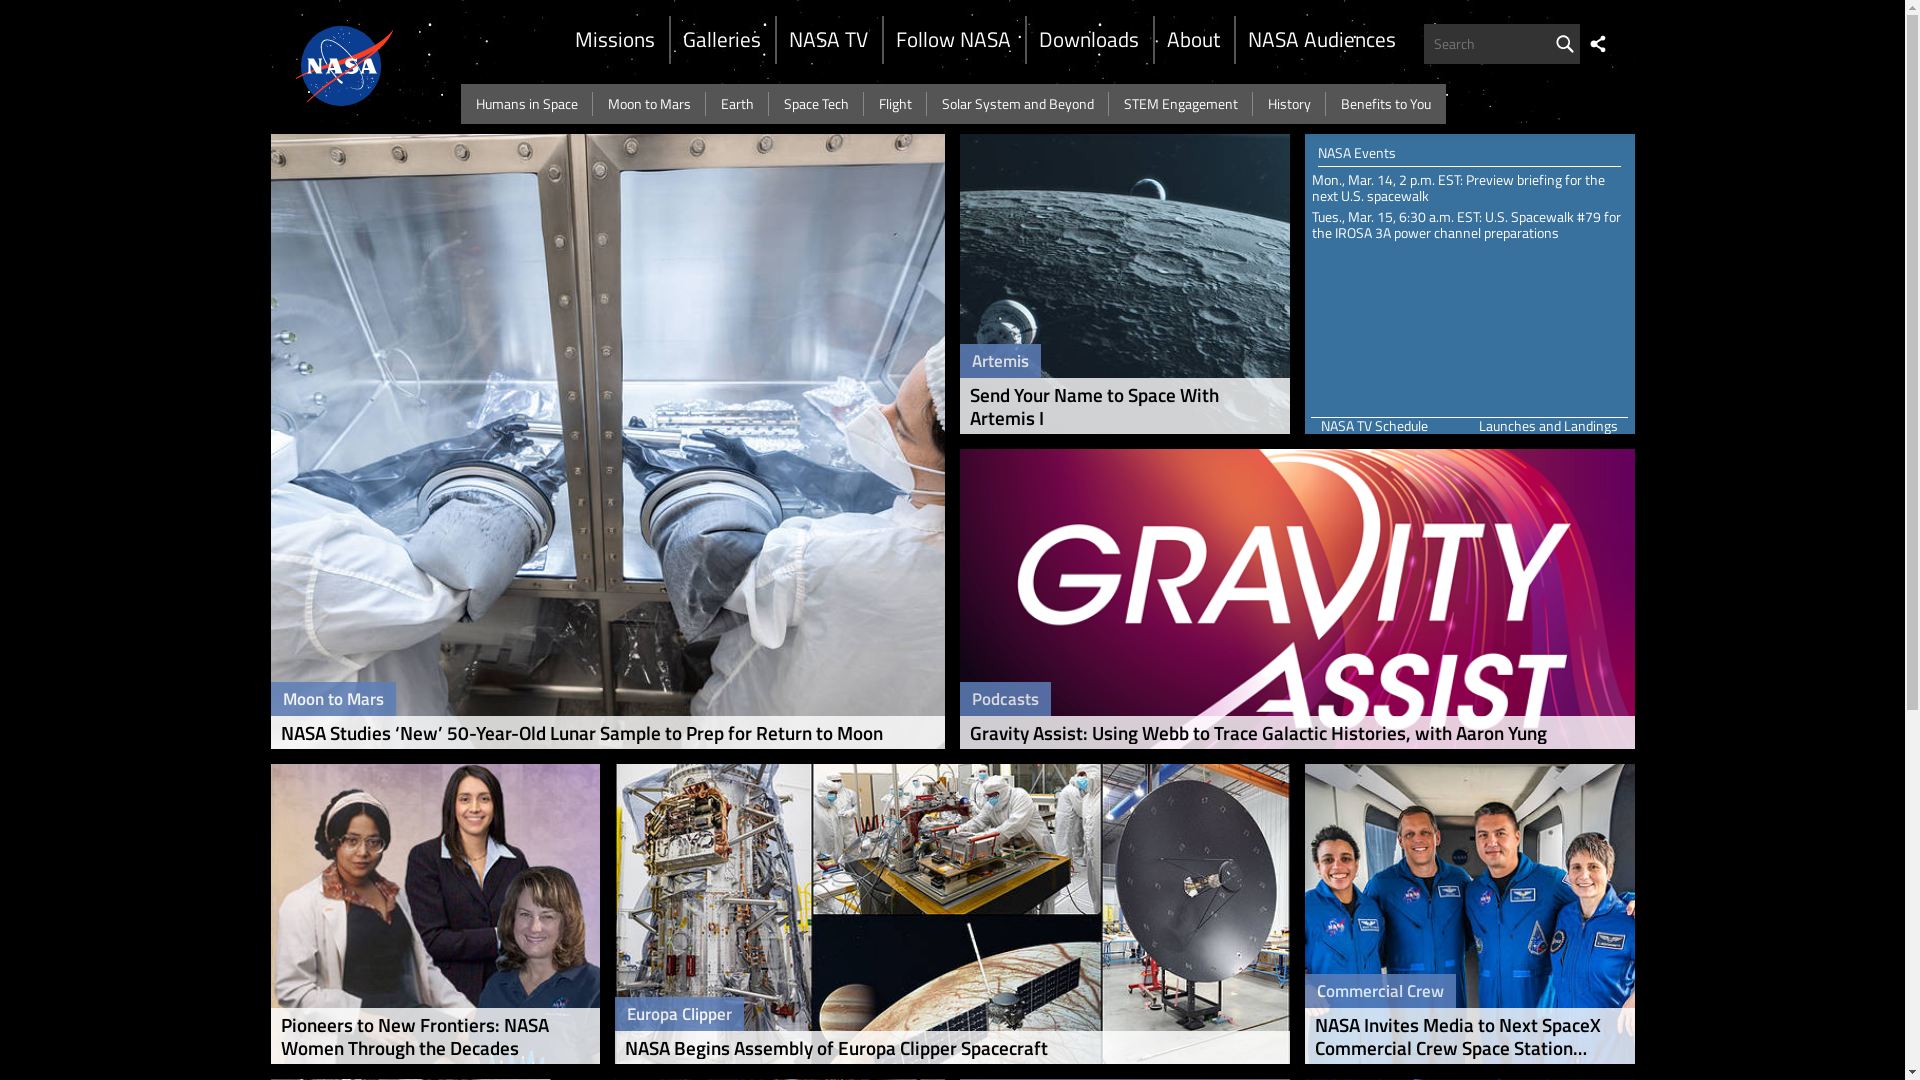 NASA
Missions
Galleries
NASA TV
Follow NASA
Downloads
About
NASA Audiences
Search
Humans in Space
Moon to Mars
Earth
Space Tech
Flight
Solar System and Beyond
STEM Engagement
History
Benefits to You
Moon to Mars
NASA Studies ‘New’ 50-Year-Old Lunar Sample to Prep for Return to Moon
Artemis
Send Your Name to Space With
Artemis I
NASA Events
Mon., Mar. 14, 2 p.m. EST: Preview briefing for the
next U.S. spacewalk
Tues., Mar. 15, 6:30 a.m. EST: U.S. Spacewalk #79 for
the IROSA 3A power channel preparations
NASA TV Schedule
Launches and Landings
GRAVITY
ASSIST
Podcasts
Gravity Assist: Using Webb to Trace Galactic Histories, with Aaron Yung
Pioneers to New Frontiers: NASA
Women Through the Decades
Europa Clipper
NASA Begins Assembly of Europa Clipper Spacecraft
Commercial Crew
NASA Invites Media to Next SpaceX
Commercial Crew Space Station...